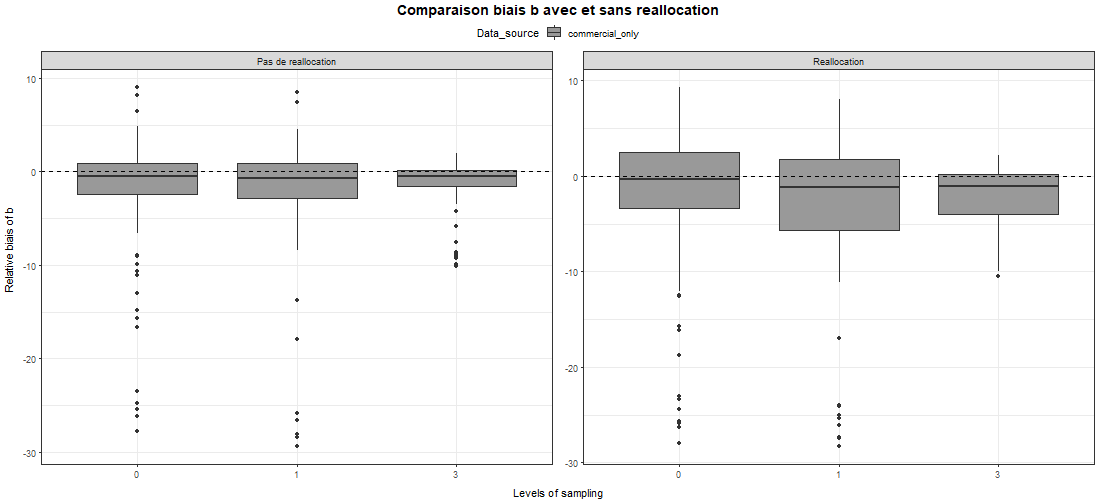 Comparaison biais b avec et sans reallocation
Data_source commercial_only
Pas de reallocation
Reallocation
Relative biais of b
10
0
-10
-20
-30
0 1 3
10
0
-10
-20
-30
0 1 3
Levels of sampling